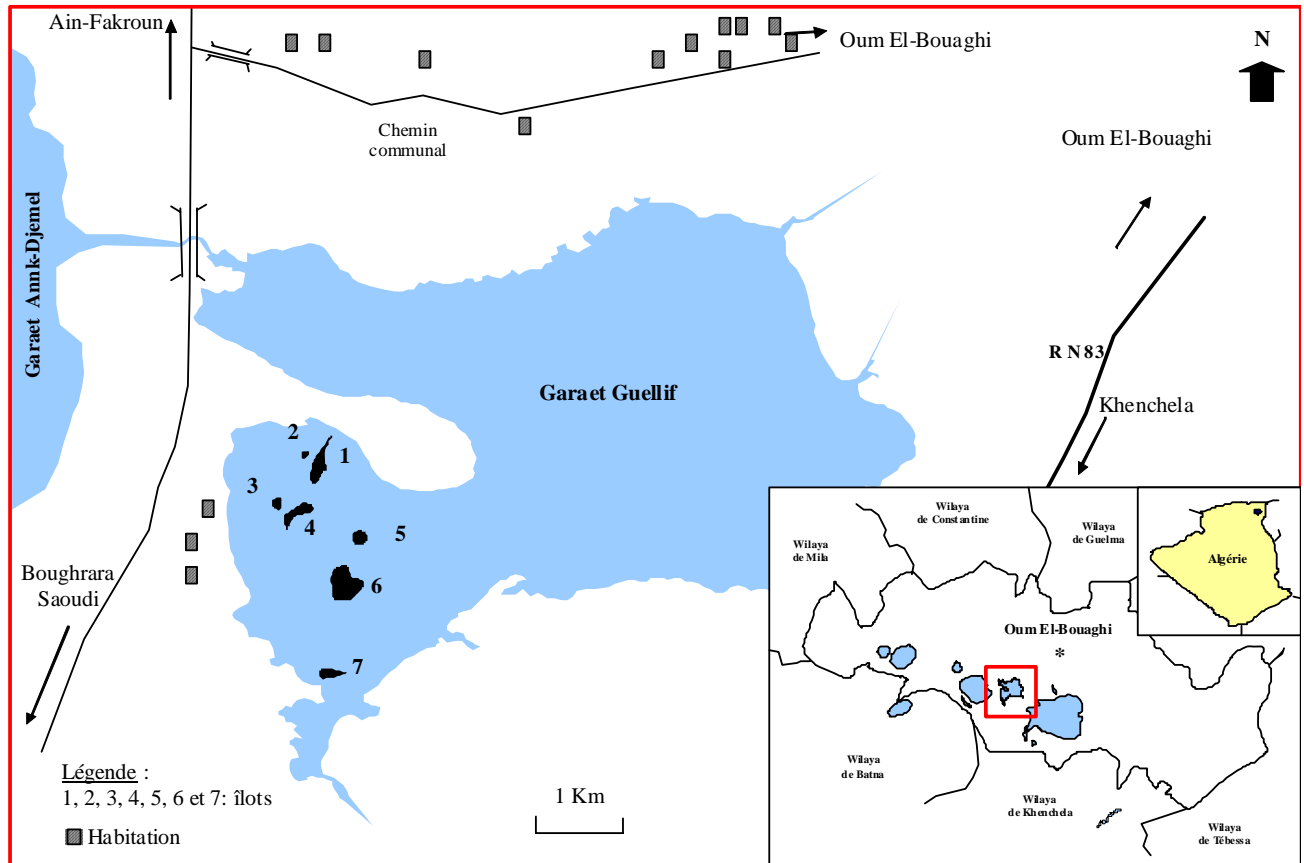 Ain-Fakroun
Oum El-Bouaghi
N
Chemin
communal
Oum El-Bouaghi
Garaet Annk-Djemel
R N83
Garaet Guellif
Khenchela
2
1
3
4
5
6
7
Boughrara
Saoudi
Légende :
1, 2, 3, 4, 5, 6 et 7: îlots
Habitation
1 Km
Wilaya
de Constantine
Wilaya
de Guelma
Wilaya
de Mila
Algérie
Oum El-Bouaghi
*
Wilaya
de Batna
Wilaya
de Khenchela
Wilaya
de Tébessa